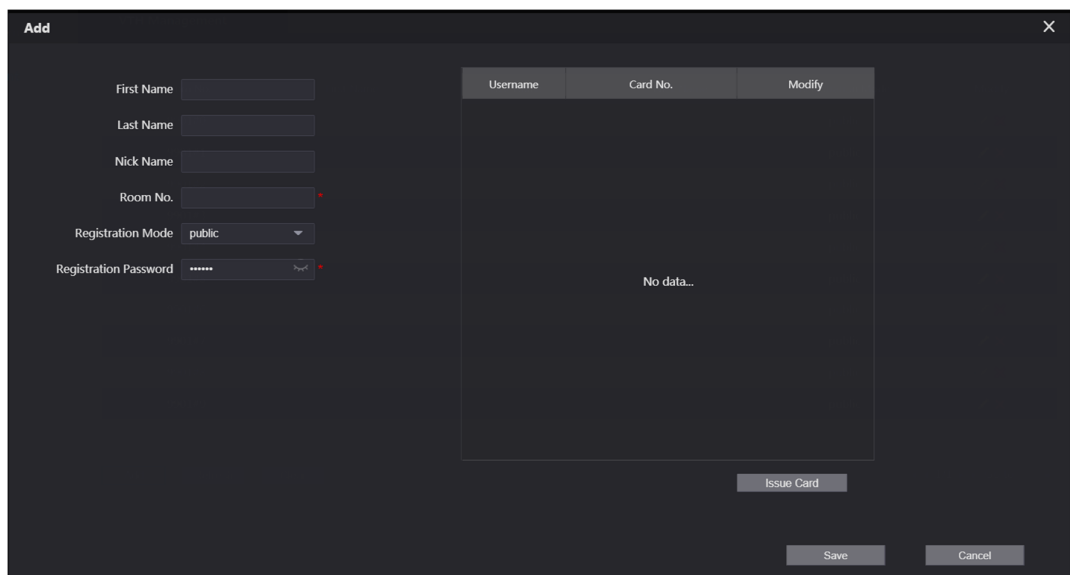 Add
First Name
Last Name
Nick Name
Room No. *
Registration Mode public
Registration Password •••••• *
Username Card No. Modify
No data...
Issue Card
Save Cancel